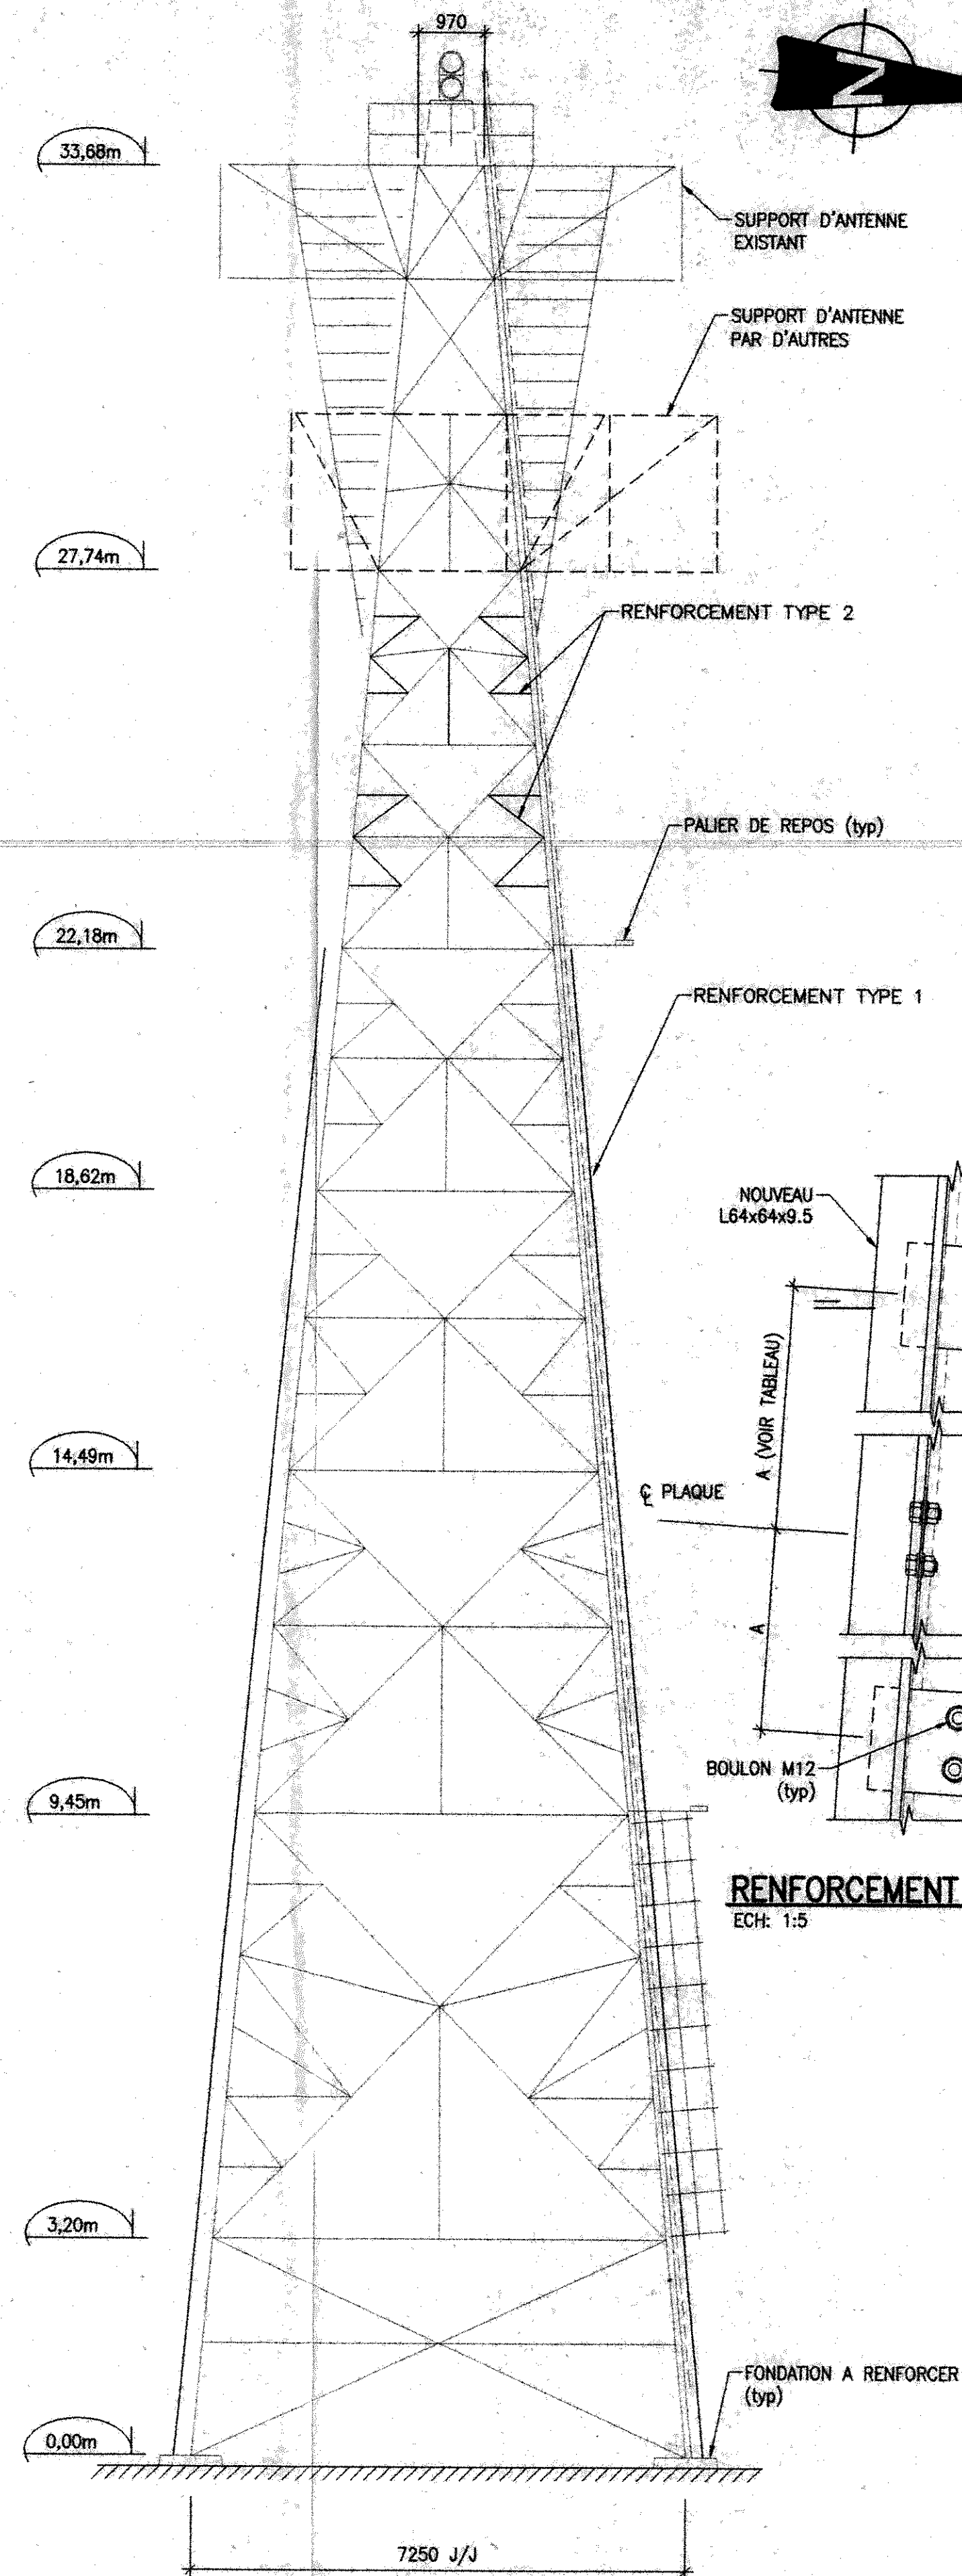 970
N
33,68m
SUPPORT D'ANTENNE
EXISTANT
SUPPORT D'ANTENNE
PAR D'AUTRES
27,74m
RENFORCEMENT TYPE 2
PALIER DE REPOS (typ)
22,18m
RENFORCEMENT TYPE 1
18,62m
NOUVEAU
L64x64x9.5
A (VOIR TABLEAU)
14,49m
℄ PLAQUE
A
BOULON M12
(typ)
9,45m
RENFORCEMENT
ECH: 1:5
3,20m
FONDATION A RENFORCER
(typ)
0,00m
7250 J/J